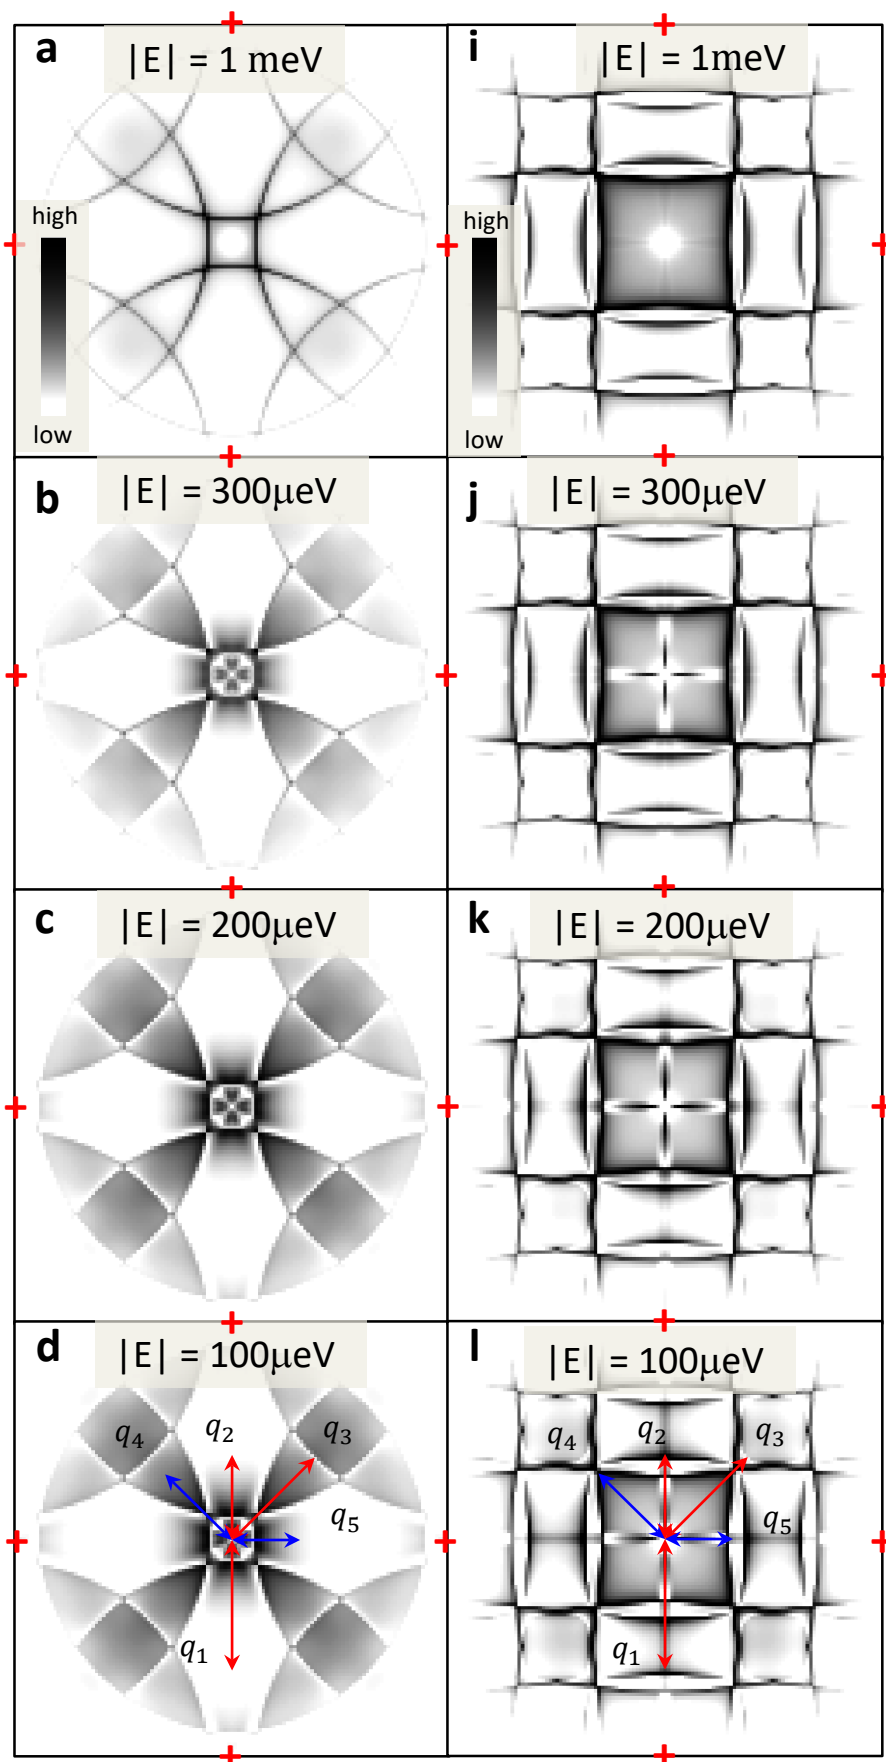 a
|E| = 1 meV
high
low
i
|E| = 1meV
high
low
b
|E| = 300μeV
j
|E| = 300μeV
c
|E| = 200μeV
k
|E| = 200μeV
d
|E| = 100μeV
q4
q2
q3
q5
q1
l
|E| = 100μeV
q4
q2
q3
q5
q1